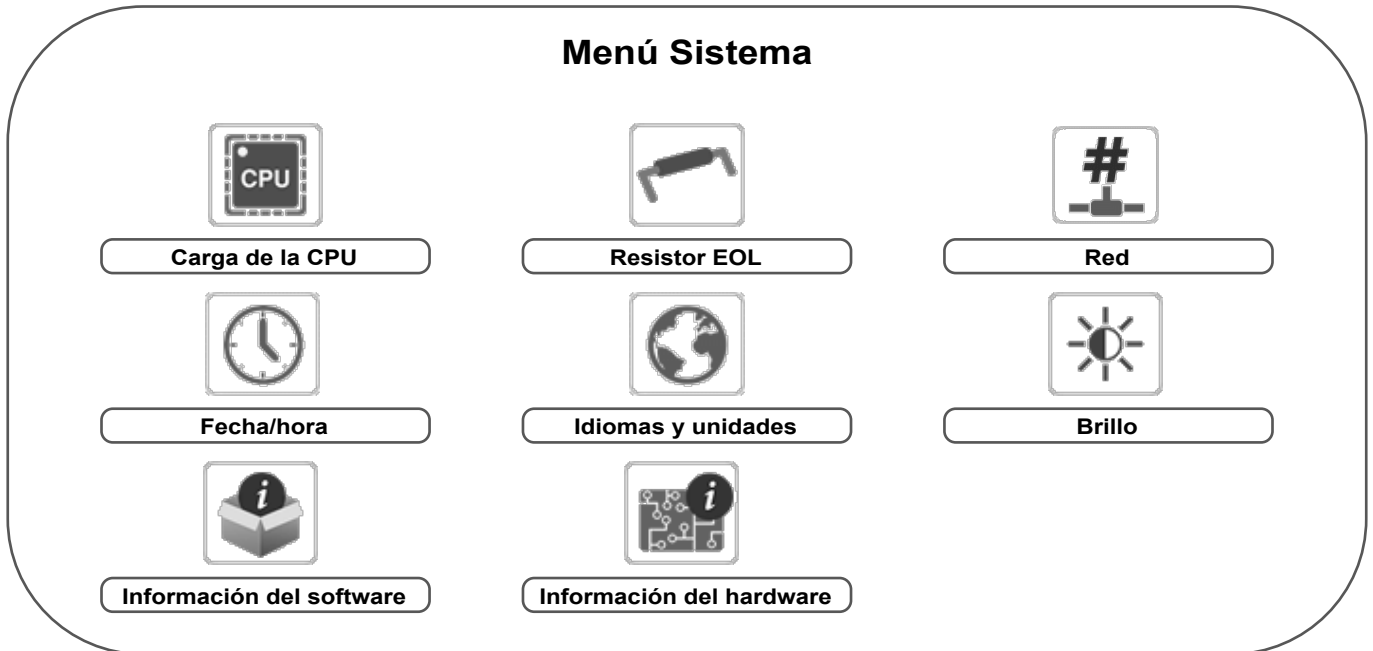 Menú Sistema
CPU
#
Carga de la CPU
Resistor EOL
Red
Fecha/hora
Idiomas y unidades
Brillo
i
i
Información del software
Información del hardware